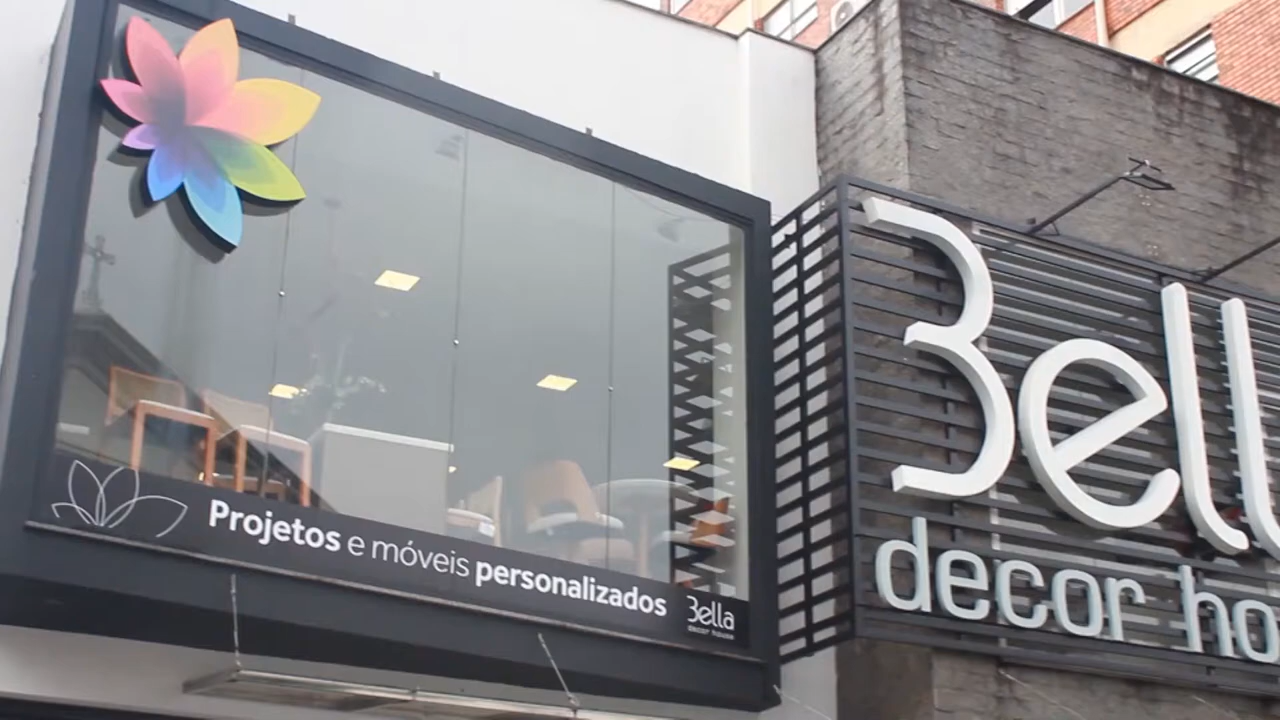 Projetos e móveis personalizados
Bella
decor house
Bell
decor ho